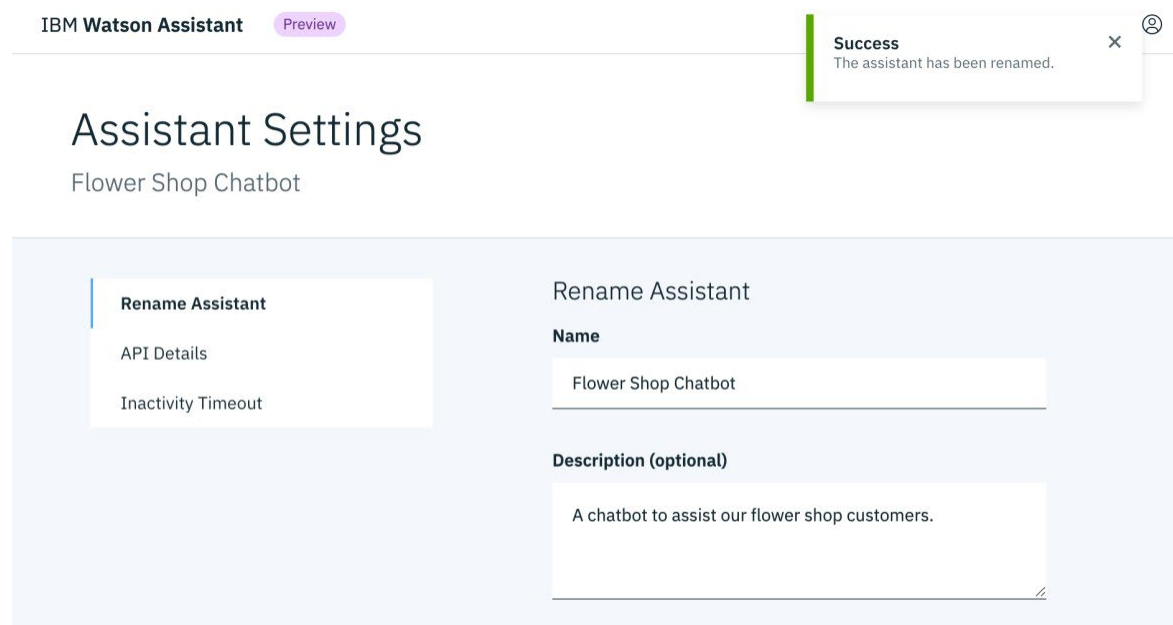 IBM Watson Assistant Preview
Success
The assistant has been renamed.
Assistant Settings
Flower Shop Chatbot
Rename Assistant
API Details
Inactivity Timeout
Rename Assistant
Name
Flower Shop Chatbot
Description (optional)
A chatbot to assist our flower shop customers.